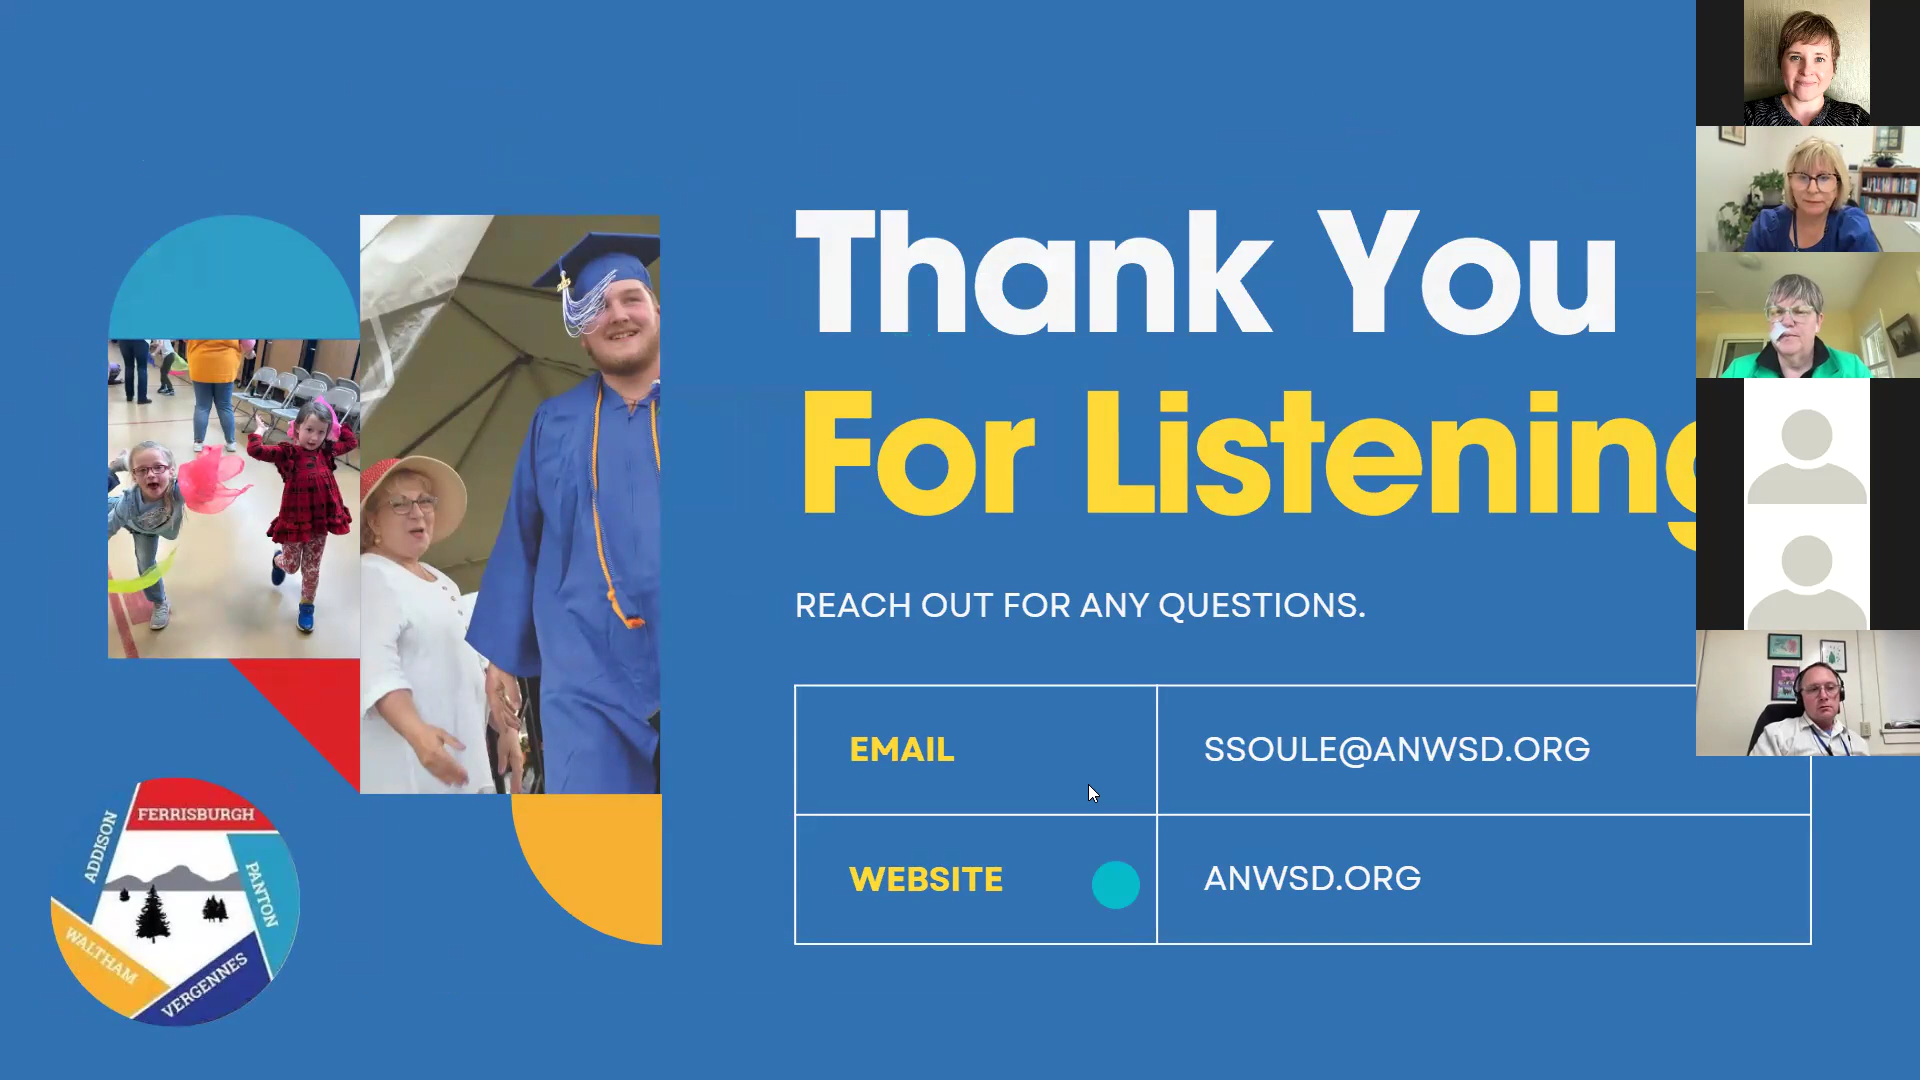 Thank You
For Listening
REACH OUT FOR ANY QUESTIONS.
EMAIL
SSOULE@ANWSD.ORG
WEBSITE
ANWSD.ORG
FERRISBURGH
ADDISON
PANTON
WALTHAM
VERGENNES